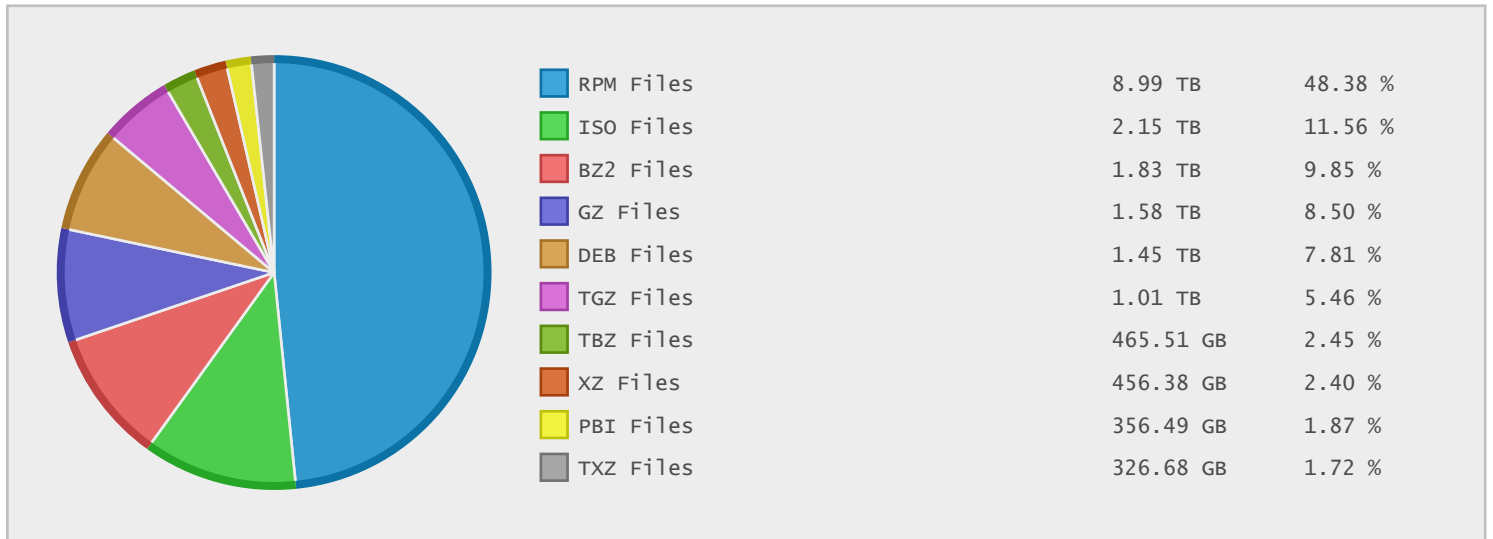 RPM Files 8.99 TB 48.38 %
ISO Files 2.15 TB 11.56 %
BZ2 Files 1.83 TB 9.85 %
GZ Files 1.58 TB 8.50 %
DEB Files 1.45 TB 7.81 %
TGZ Files 1.01 TB 5.46 %
TBZ Files 465.51 GB 2.45 %
XZ Files 456.38 GB 2.40 %
PBI Files 356.49 GB 1.87 %
TXZ Files 326.68 GB 1.72 %